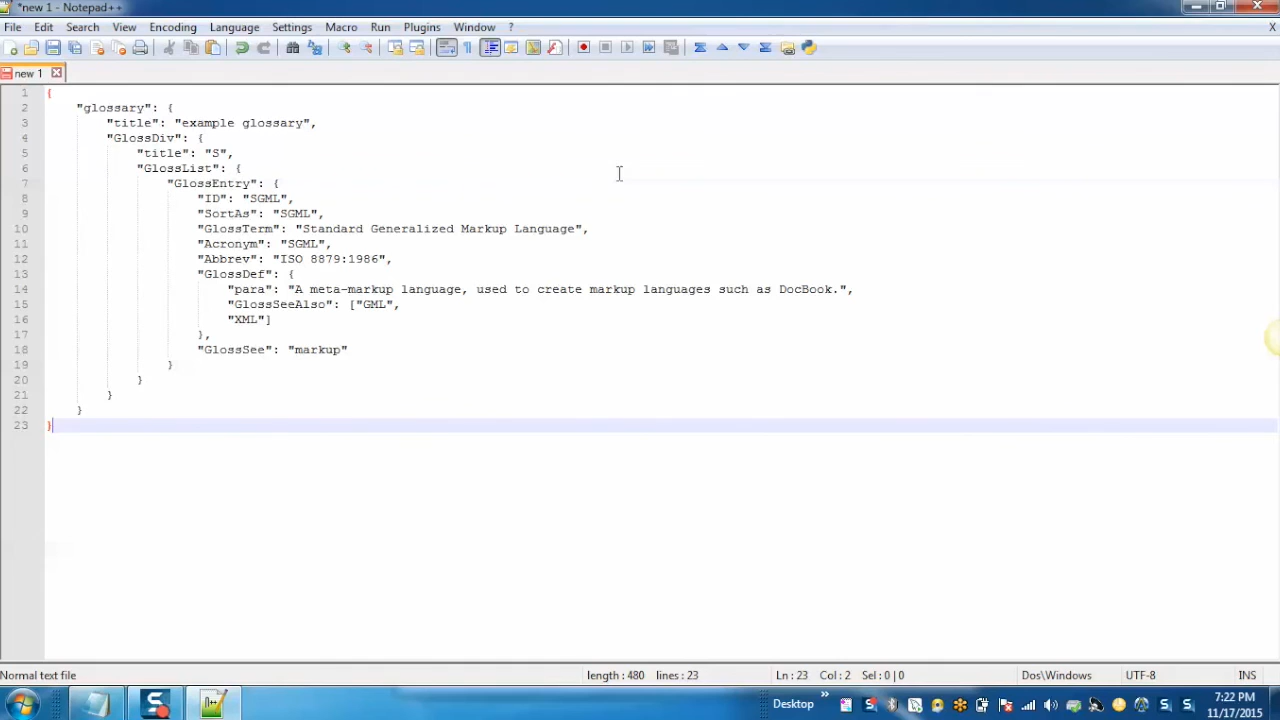 *new 1 - Notepad++
File Edit Search View Encoding Language Settings Macro Run Plugins Window ? X
new 1
1 {
2 "glossary": {
3 "title": "example glossary",
4 "GlossDiv": {
5 "title": "S",
6 "GlossList": {
7 "GlossEntry": {
8 "ID": "SGML",
9 "SortAs": "SGML",
10 "GlossTerm": "Standard Generalized Markup Language",
11 "Acronym": "SGML",
12 "Abbrev": "ISO 8879:1986",
13 "GlossDef": {
14 "para": "A meta-markup language, used to create markup languages such as DocBook.",
15 "GlossSeeAlso": ["GML",
16 "XML"]
17 },
18 "GlossSee": "markup"
19 }
20 }
21 }
22 }
23 }
Normal text file length : 480 lines : 23 Ln : 23 Col : 2 Sel : 0 | 0 Dos\Windows UTF-8 INS
Desktop » 7:22 PM
11/17/2015